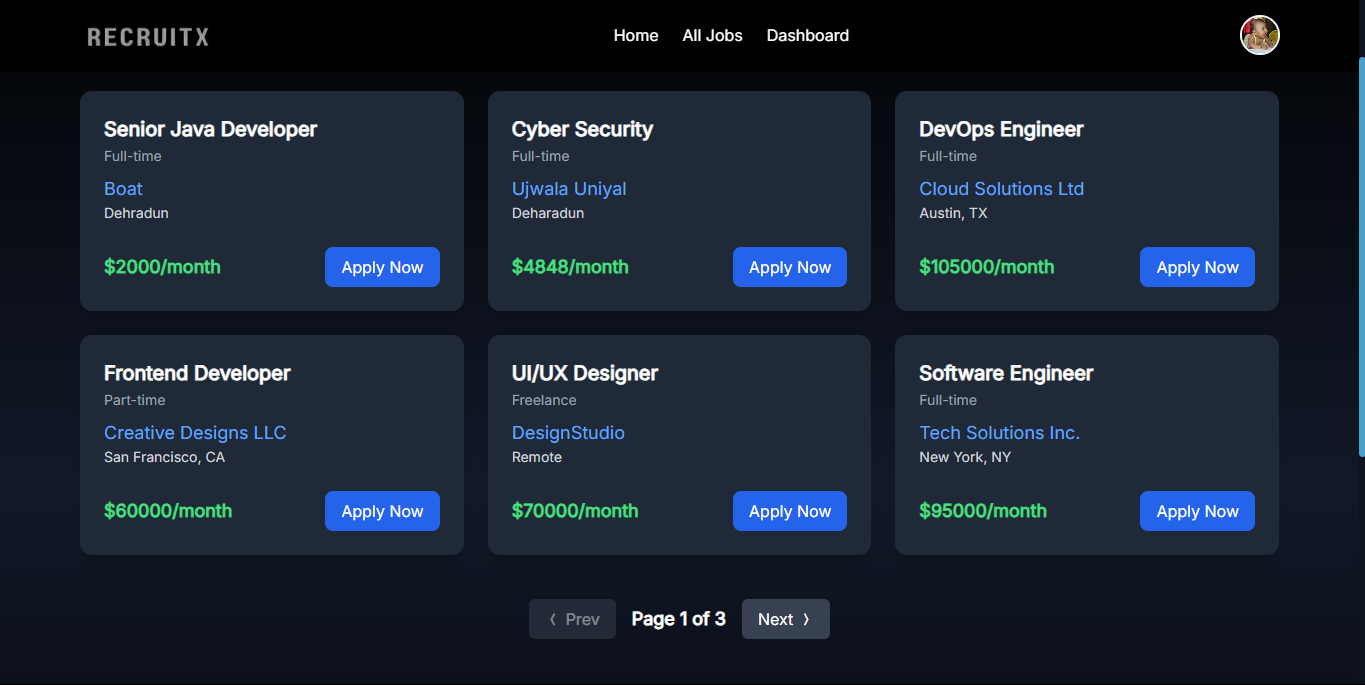 RECRUITX
Home All Jobs Dashboard
Senior Java Developer
Full-time
Boat
Dehradun
$2000/month Apply Now
Cyber Security
Full-time
Ujwala Uniyal
Deharadun
$4848/month Apply Now
DevOps Engineer
Full-time
Cloud Solutions Ltd
Austin, TX
$105000/month Apply Now
Frontend Developer
Part-time
Creative Designs LLC
San Francisco, CA
$60000/month Apply Now
UI/UX Designer
Freelance
DesignStudio
Remote
$70000/month Apply Now
Software Engineer
Full-time
Tech Solutions Inc.
New York, NY
$95000/month Apply Now
‹ Prev Page 1 of 3 Next ›